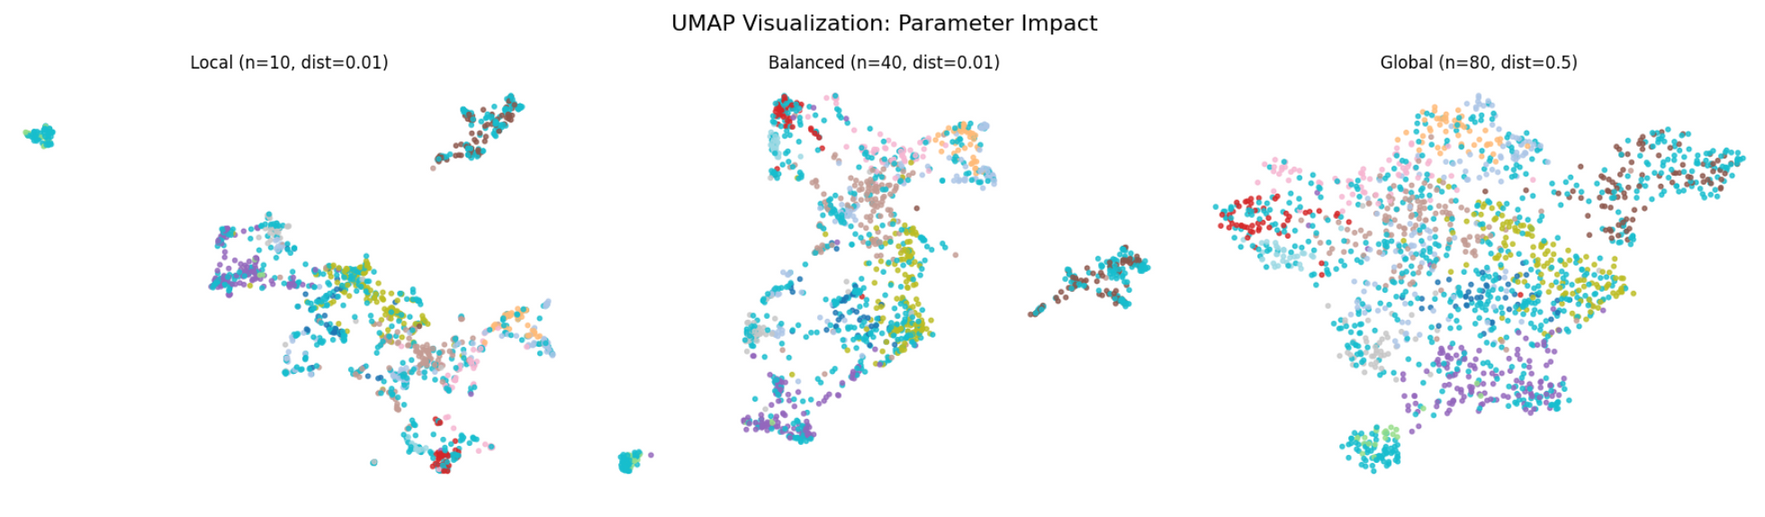 UMAP Visualization: Parameter Impact
Local (n=10, dist=0.01)
Balanced (n=40, dist=0.01)
Global (n=80, dist=0.5)